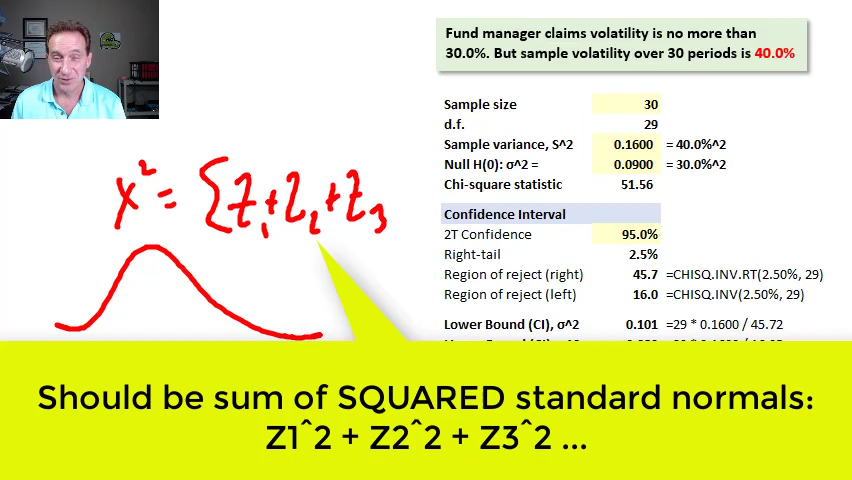 Fund manager claims volatility is no more than
30.0%. But sample volatility over 30 periods is 40.0%
Sample size 30
d.f. 29
Sample variance, S^2 0.1600 = 40.0%^2
Null H(0): σ^2 = 0.0900 = 30.0%^2
Chi-square statistic 51.56
Confidence Interval
2T Confidence 95.0%
Right-tail 2.5%
Region of reject (right) 45.7 =CHISQ.INV.RT(2.50%, 29)
Region of reject (left) 16.0 =CHISQ.INV(2.50%, 29)
Lower Bound (CI), σ^2 0.101 =29 * 0.1600 / 45.72
X² = { Z₁ + Z₂ + Z₃
Should be sum of SQUARED standard normals:
Z1^2 + Z2^2 + Z3^2 ...